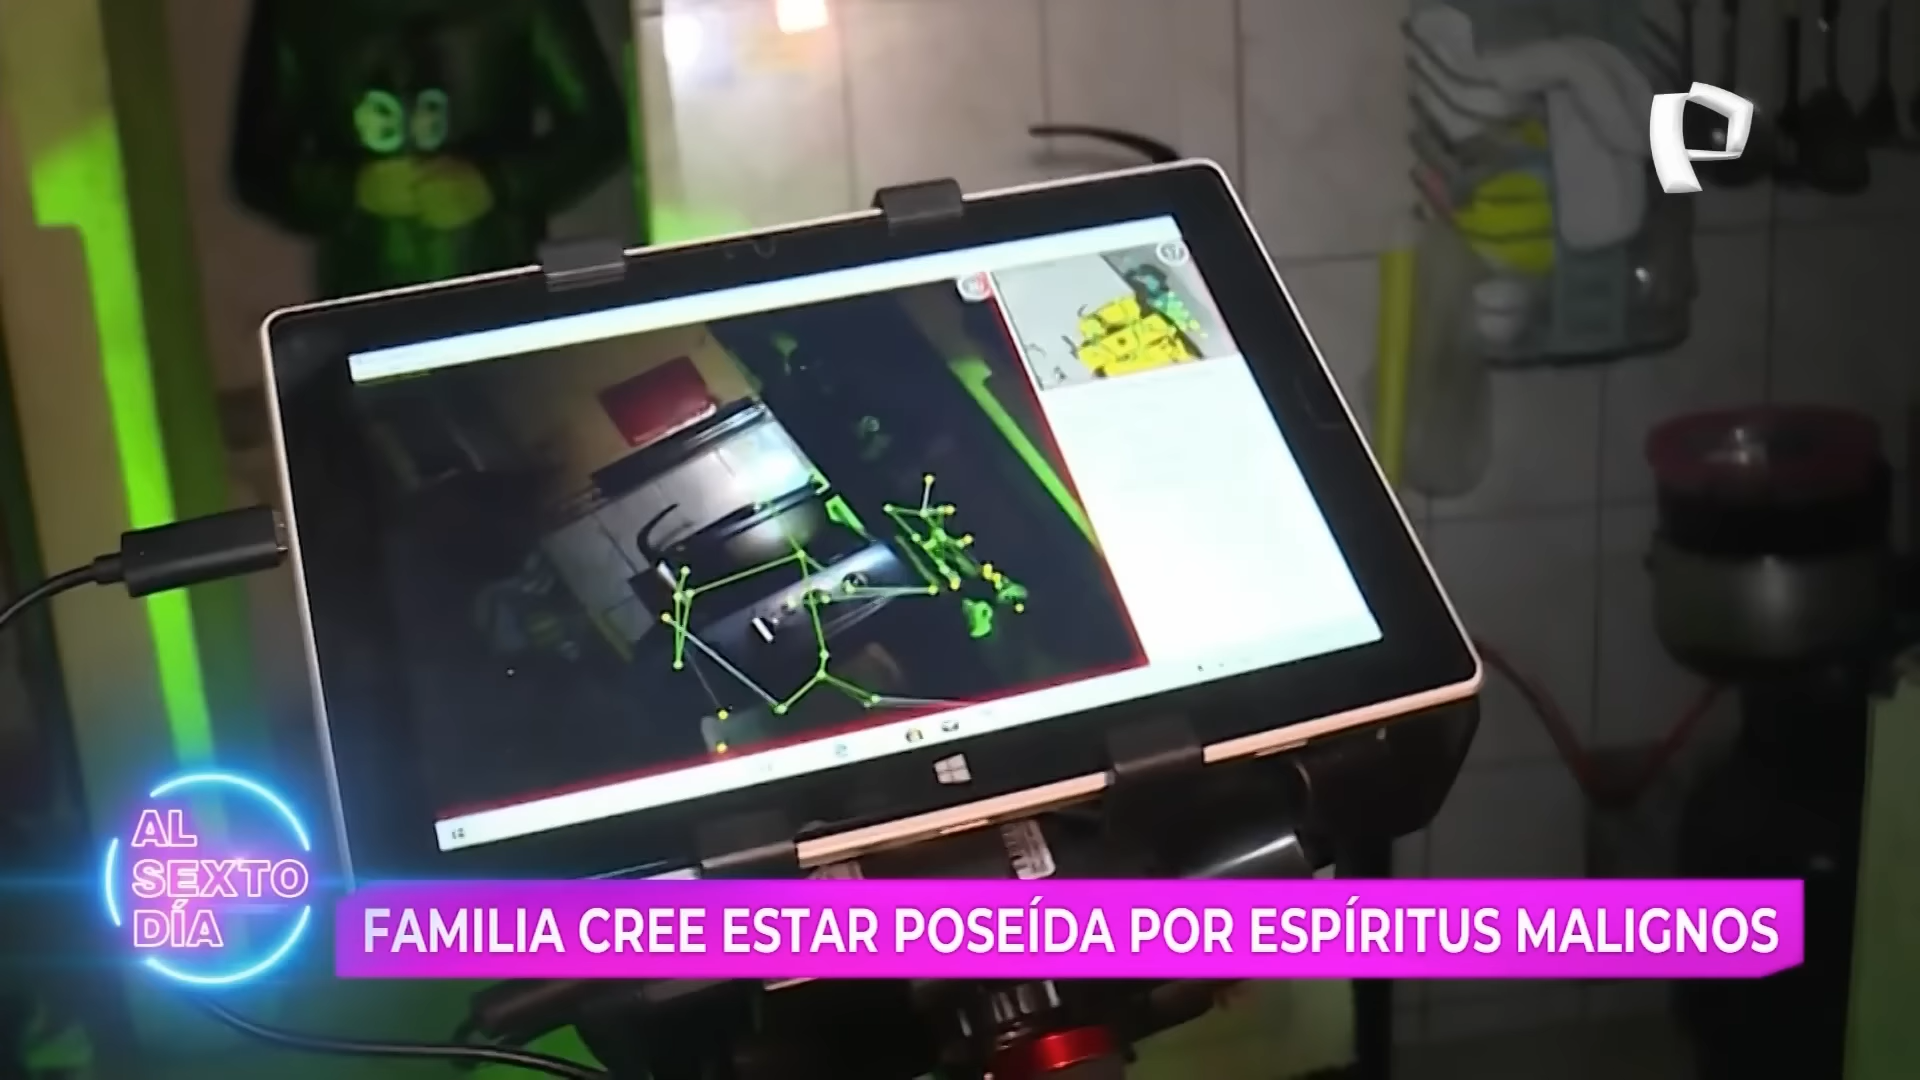 AL
SEXTO
DÍA
FAMILIA CREE ESTAR POSEÍDA POR ESPÍRITUS MALIGNOS